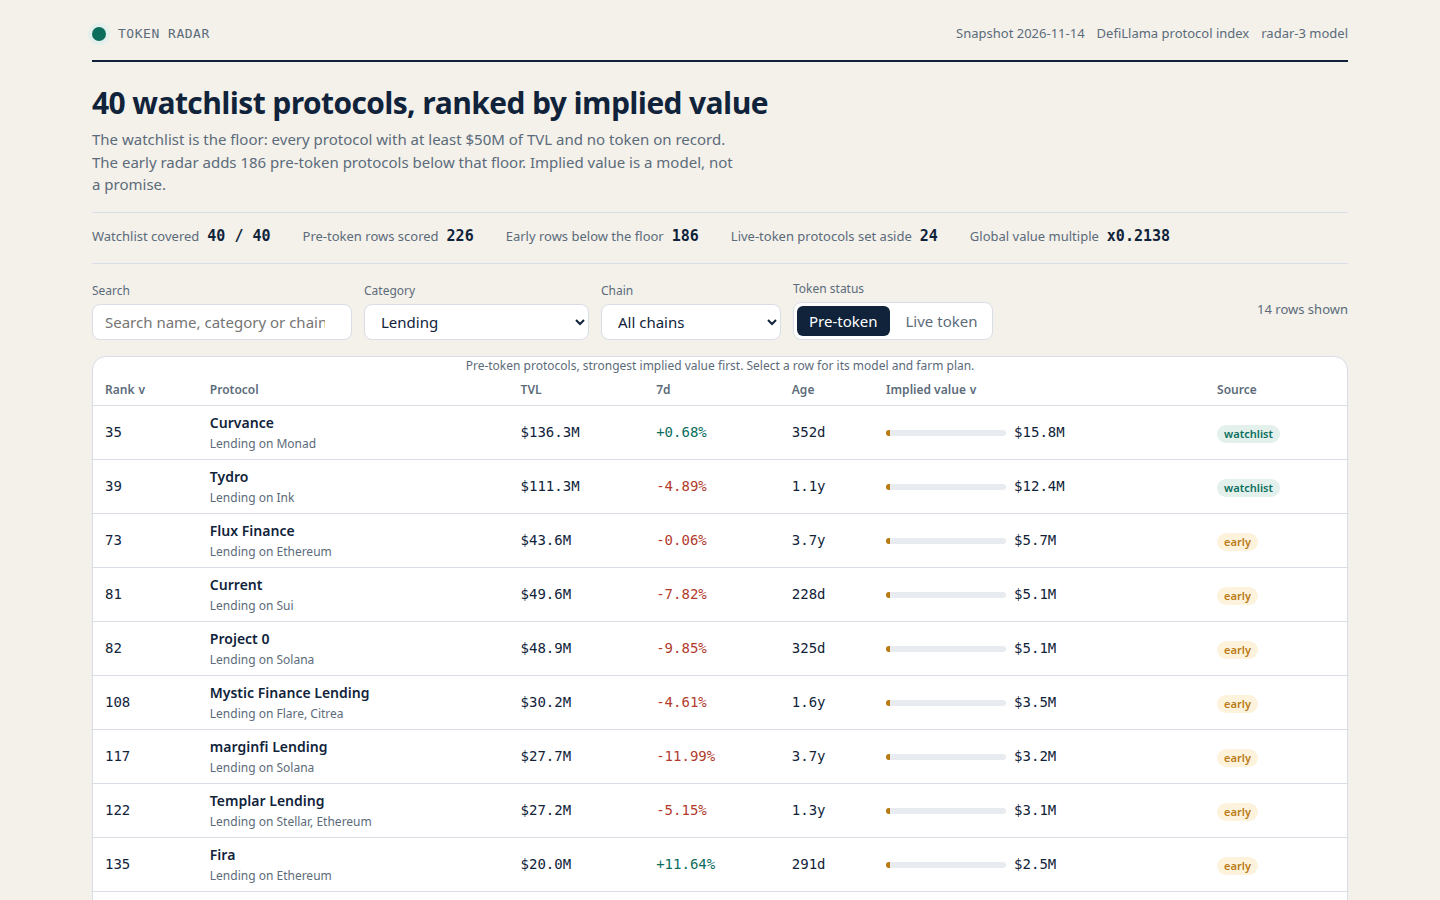 TOKEN RADAR
Snapshot 2026-11-14 DefiLlama protocol index radar-3 model
40 watchlist protocols, ranked by implied value
The watchlist is the floor: every protocol with at least $50M of TVL and no token on record.
The early radar adds 186 pre-token protocols below that floor. Implied value is a model, not
a promise.
Watchlist covered 40 / 40 Pre-token rows scored 226 Early rows below the floor 186 Live-token protocols set aside 24 Global value multiple x0.2138
Search Category Chain Token status
Search name, category or chain Lending All chains Pre-token Live token 14 rows shown
Pre-token protocols, strongest implied value first. Select a row for its model and farm plan.
Rank v Protocol TVL 7d Age Implied value v Source
35 Curvance $136.3M +0.68% 352d $15.8M watchlist
Lending on Monad
39 Tydro $111.3M -4.89% 1.1y $12.4M watchlist
Lending on Ink
73 Flux Finance $43.6M -0.06% 3.7y $5.7M early
Lending on Ethereum
81 Current $49.6M -7.82% 228d $5.1M early
Lending on Sui
82 Project 0 $48.9M -9.85% 325d $5.1M early
Lending on Solana
108 Mystic Finance Lending $30.2M -4.61% 1.6y $3.5M early
Lending on Flare, Citrea
117 marginfi Lending $27.7M -11.99% 3.7y $3.2M early
Lending on Solana
122 Templar Lending $27.2M -5.15% 1.3y $3.1M early
Lending on Stellar, Ethereum
135 Fira $20.0M +11.64% 291d $2.5M early
Lending on Ethereum